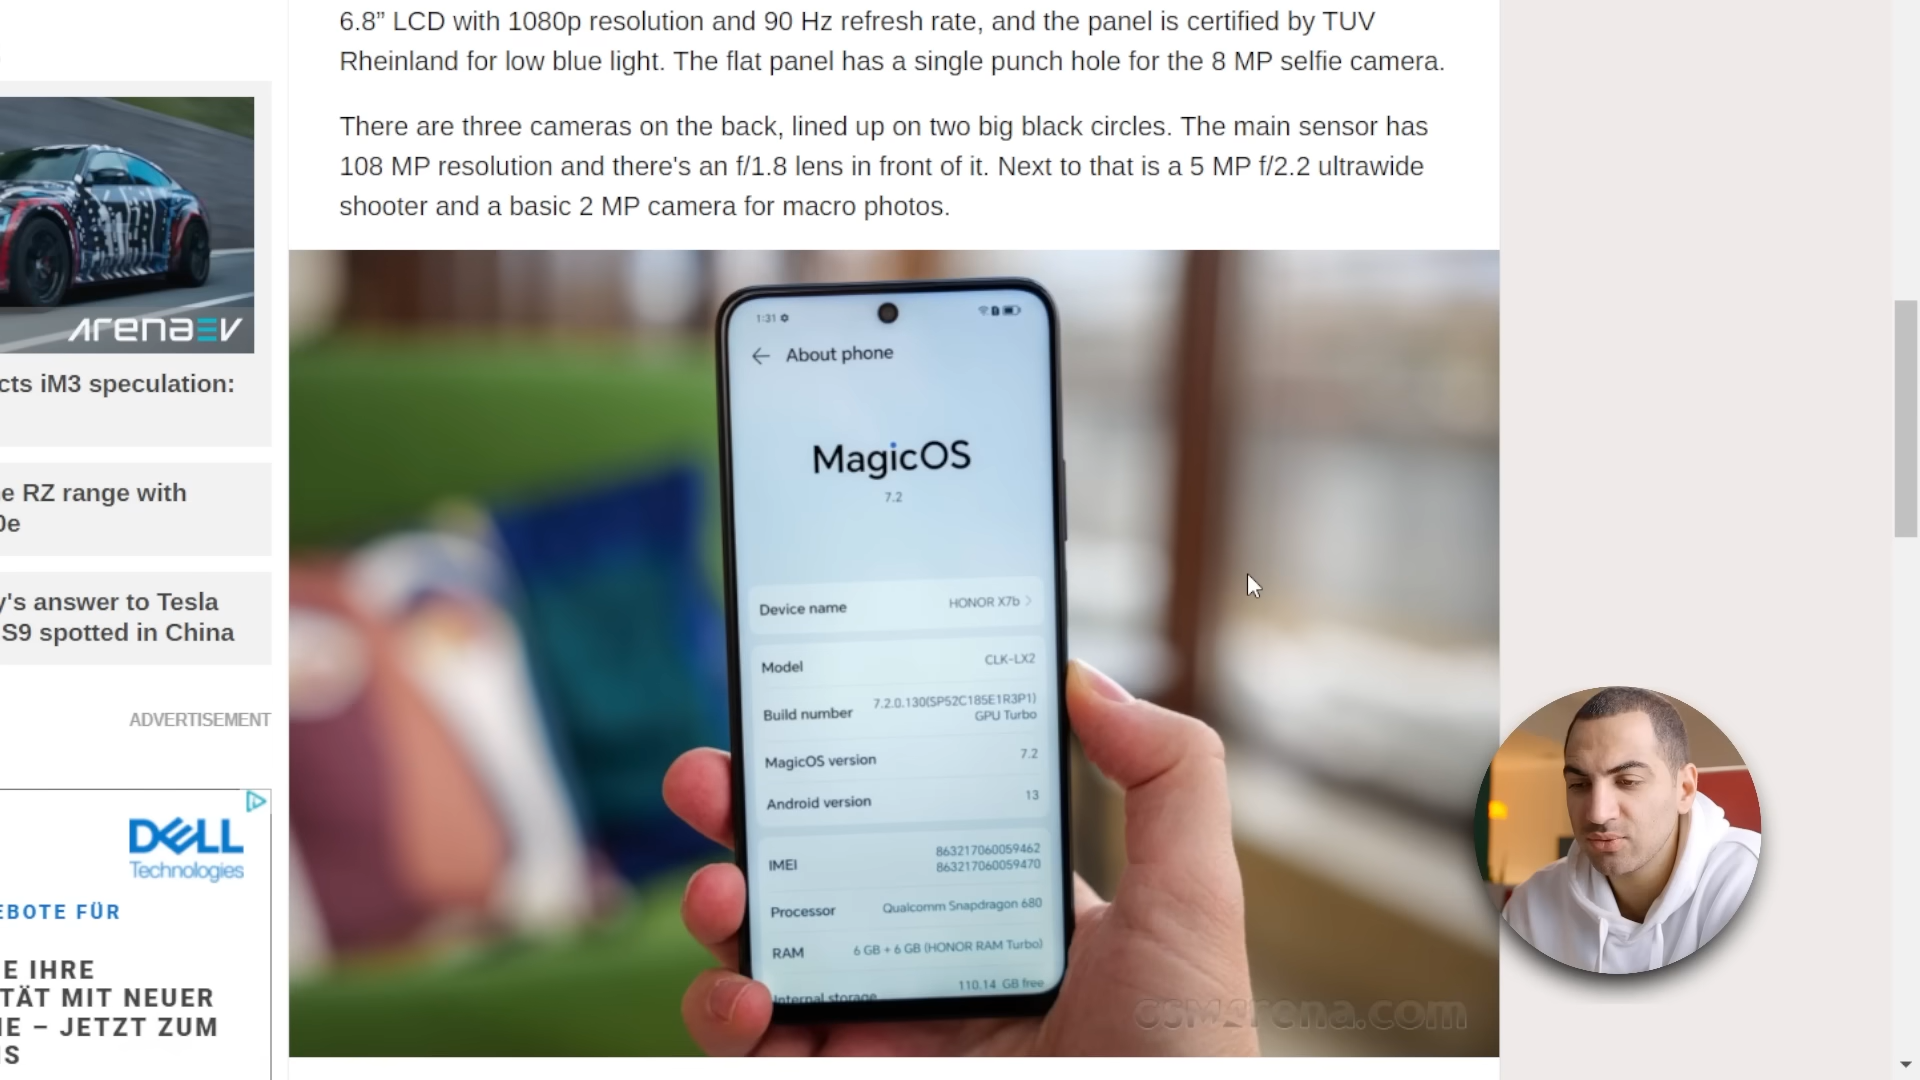 6.8” LCD with 1080p resolution and 90 Hz refresh rate, and the panel is certified by TUV
Rheinland for low blue light. The flat panel has a single punch hole for the 8 MP selfie camera.
There are three cameras on the back, lined up on two big black circles. The main sensor has
108 MP resolution and there's an f/1.8 lens in front of it. Next to that is a 5 MP f/2.2 ultrawide
shooter and a basic 2 MP camera for macro photos.
arenaEV
cts iM3 speculation:
e RZ range with
0e
y's answer to Tesla
S9 spotted in China
ADVERTISEMENT
DELL
Technologies
EBOTE FÜR
E IHRE
TÄT MIT NEUER
IE – JETZT ZUM
IS
1:31
About phone
MagicOS
7.2
Device name HONOR X7b
Model CLK-LX2
Build number 7.2.0.130(SP52C185E1R3P1)
GPU Turbo
MagicOS version 7.2
Android version 13
IMEI 863217060059462
863217060059470
Processor Qualcomm Snapdragon 680
RAM 6 GB + 6 GB (HONOR RAM Turbo)
Internal storage 110.14 GB free
GSMArena.com